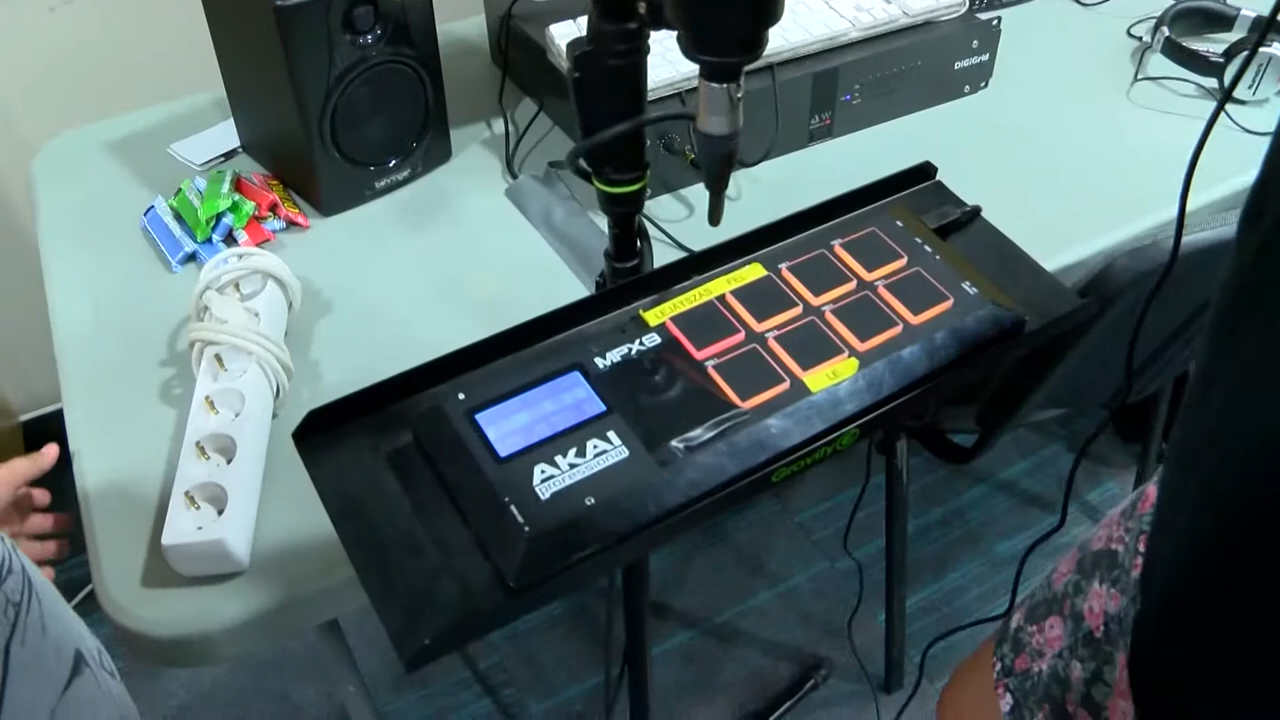 behringer
DIGIGrid
LEJÁTSZÁS FEL
MPX8
LE
AKAI
professional
Gravity